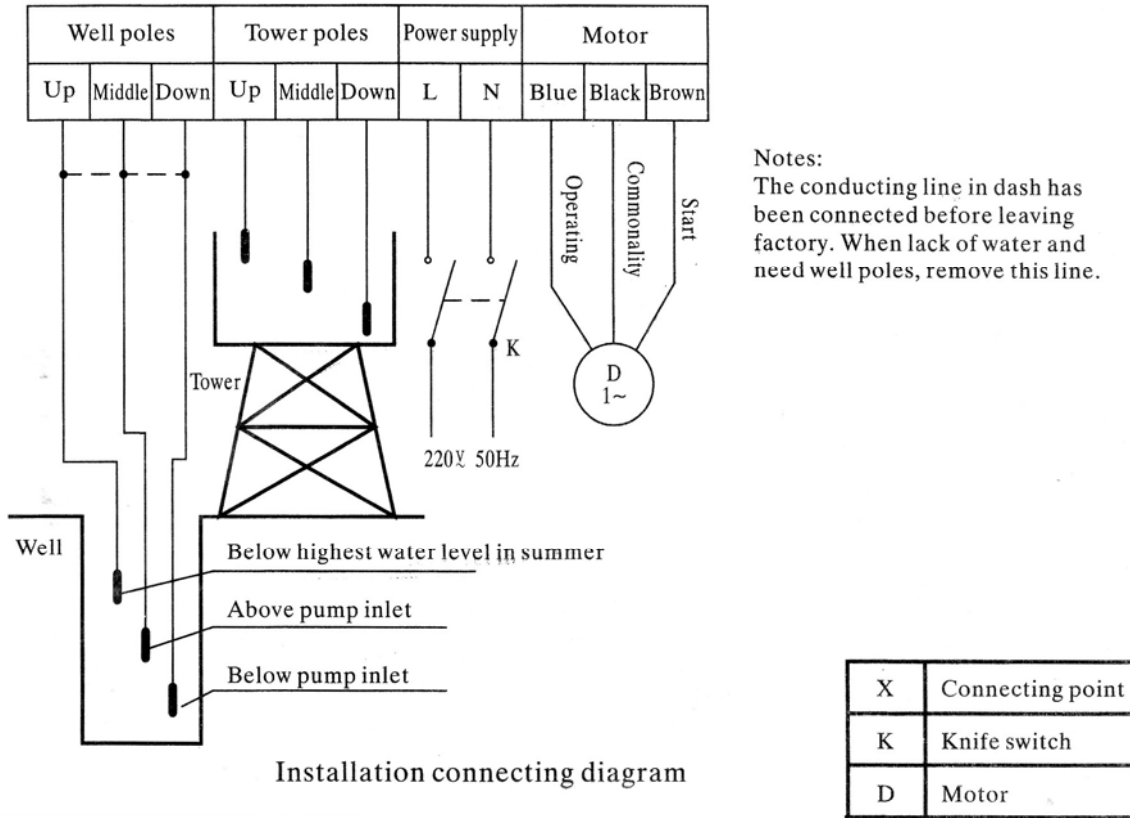 Well poles Tower poles Power supply Motor
Up Middle Down Up Middle Down L N Blue Black Brown
Operating
Commonality
Start
Notes:
The conducting line in dash has
been connected before leaving
factory. When lack of water and
need well poles, remove this line.
K
D
1~
Tower
220V~ 50Hz
Well
Below highest water level in summer
Above pump inlet
Below pump inlet
Installation connecting diagram
X Connecting point
K Knife switch
D Motor